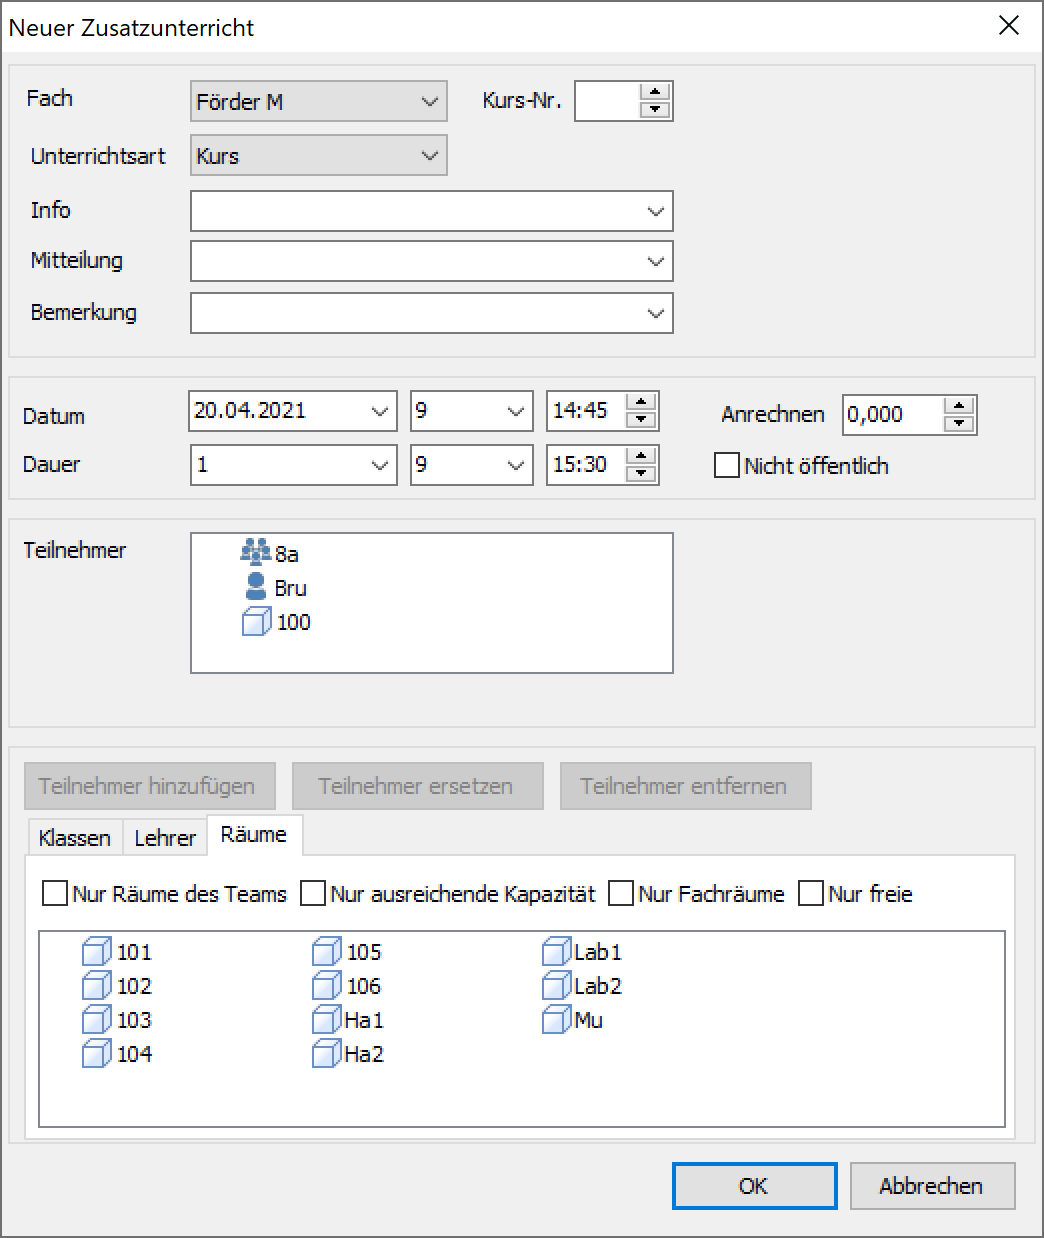 Neuer Zusatzunterricht
Fach Förder M Kurs-Nr.
Unterrichtsart Kurs
Info
Mitteilung
Bemerkung
Datum 20.04.2021 9 14:45 Anrechnen 0,000
Dauer 1 9 15:30 Nicht öffentlich
Teilnehmer 8a
Bru
100
Teilnehmer hinzufügen Teilnehmer ersetzen Teilnehmer entfernen
Klassen Lehrer Räume
Nur Räume des Teams Nur ausreichende Kapazität Nur Fachräume Nur freie
101 105 Lab1
102 106 Lab2
103 Ha1 Mu
104 Ha2
OK Abbrechen